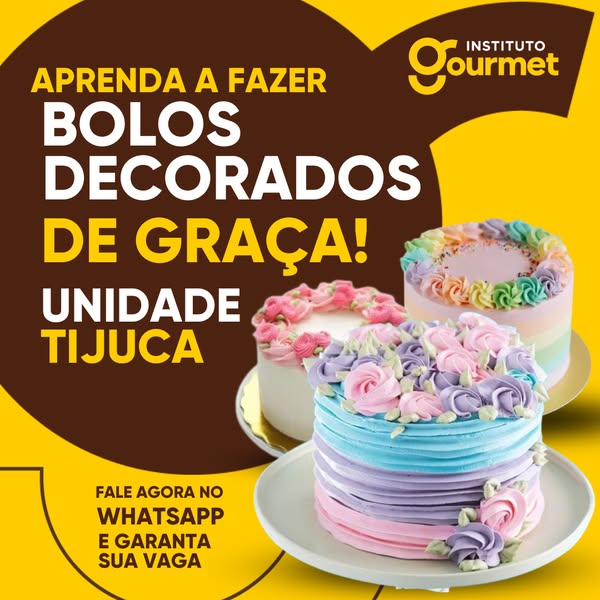 INSTITUTO
Gourmet
APRENDA A FAZER
BOLOS
DECORADOS
DE GRAÇA!
UNIDADE
TIJUCA
FALE AGORA NO
WHATSAPP
E GARANTA
SUA VAGA